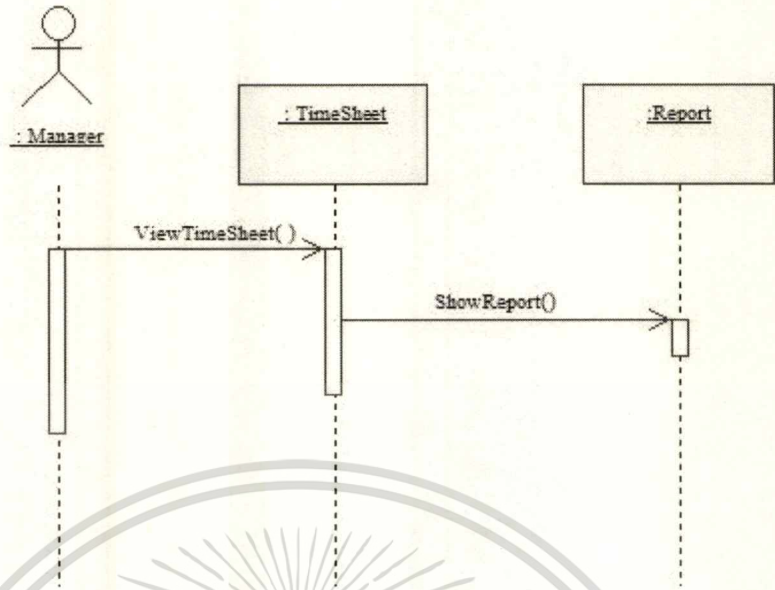 : Manager
: TimeSheet
:Report
ViewTimeSheet( )
ShowReport()